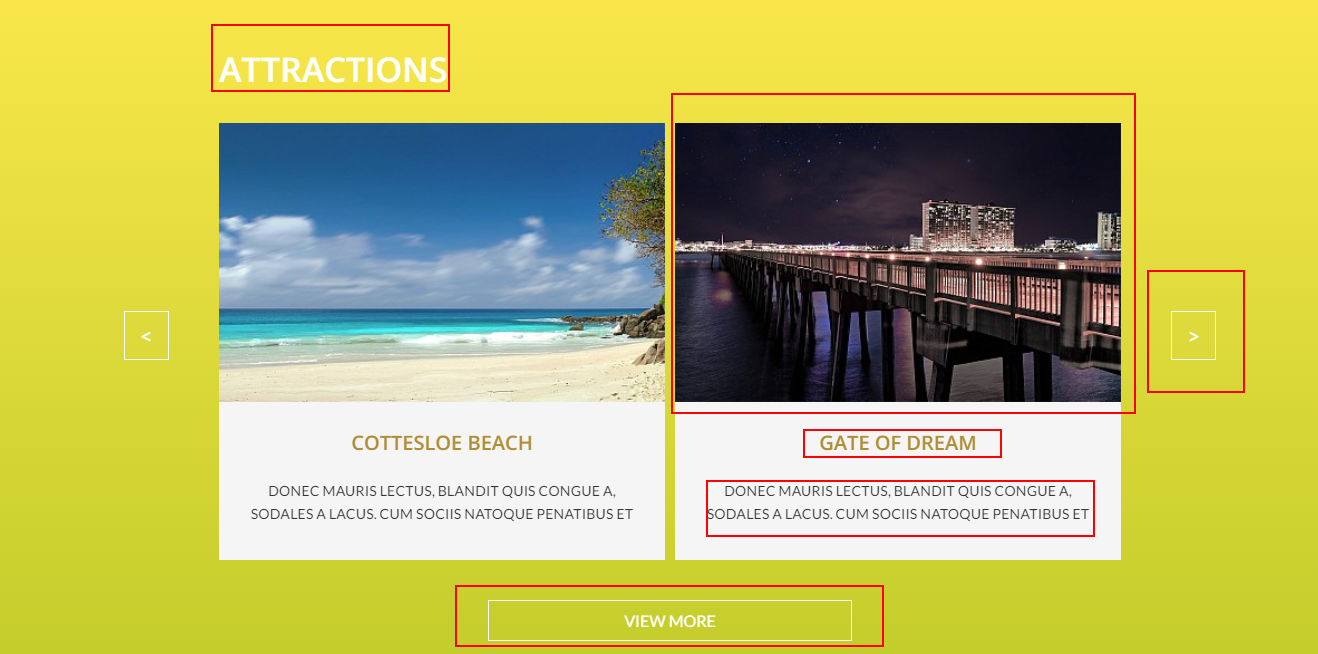 ATTRACTIONS
<
>
COTTESLOE BEACH
DONEC MAURIS LECTUS, BLANDIT QUIS CONGUE A,
SODALES A LACUS. CUM SOCIIS NATOQUE PENATIBUS ET
GATE OF DREAM
DONEC MAURIS LECTUS, BLANDIT QUIS CONGUE A,
SODALES A LACUS. CUM SOCIIS NATOQUE PENATIBUS ET
VIEW MORE